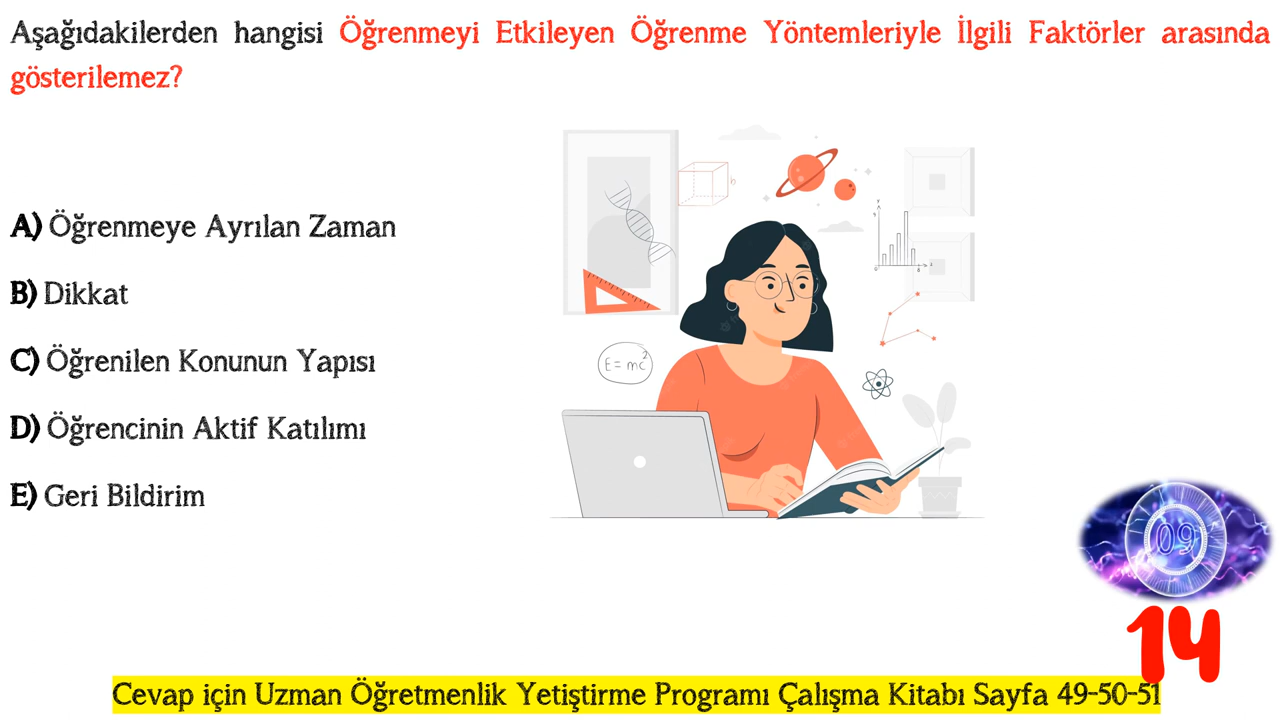 Aşağıdakilerden hangisi Öğrenmeyi Etkileyen Öğrenme Yöntemleriyle İlgili Faktörler arasında
gösterilemez?
A) Öğrenmeye Ayrılan Zaman
B) Dikkat
C) Öğrenilen Konunun Yapısı
D) Öğrencinin Aktif Katılımı
E) Geri Bildirim
E = mc²
09
14
Cevap için Uzman Öğretmenlik Yetiştirme Programı Çalışma Kitabı Sayfa 49-50-51